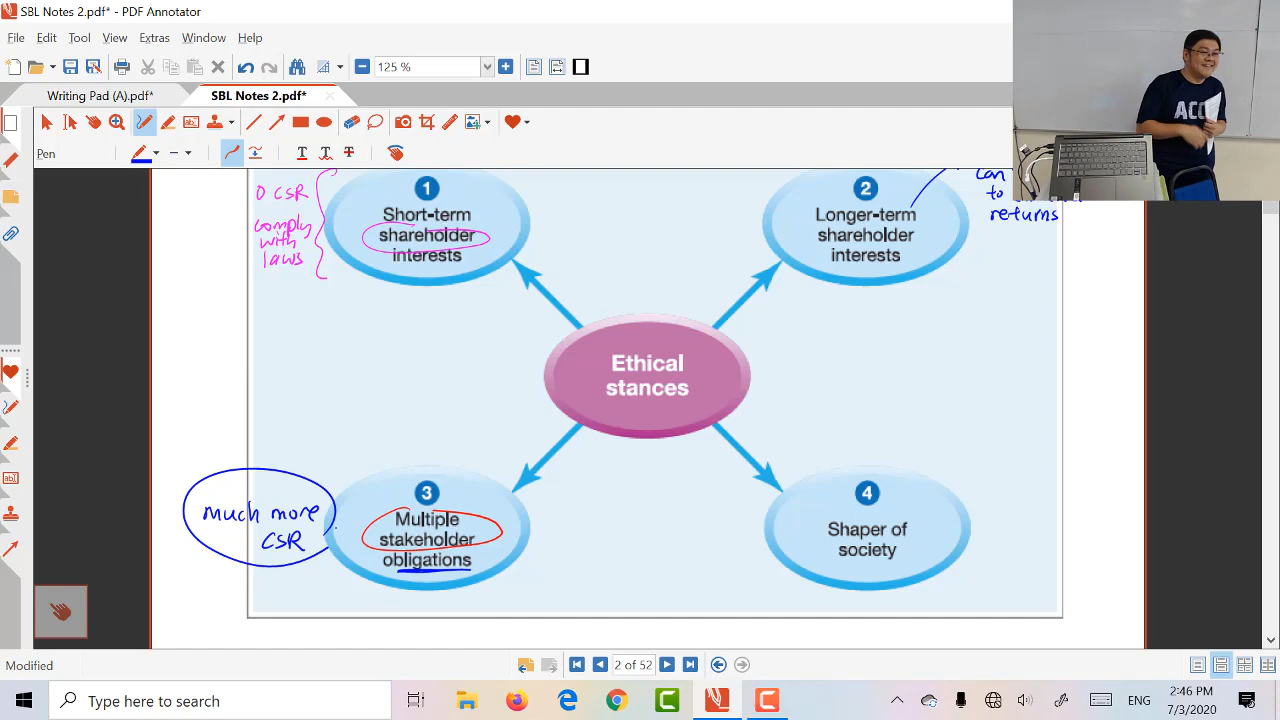 SBL Notes 2.pdf* - PDF Annotator
File Edit Tool View Extras Window Help
125 %
Writing Pad (A).pdf*
SBL Notes 2.pdf*
Pen
ACC
0 CSR
comply
with
laws
1
Short-term
shareholder
interests
2
Longer-term
shareholder
interests
can
to
returns
Ethical
stances
much more
CSR
3
Multiple
stakeholder
obligations
4
Shaper of
society
Modified
2 of 52
Type here to search
ENG
2:46 PM
7/3/2020